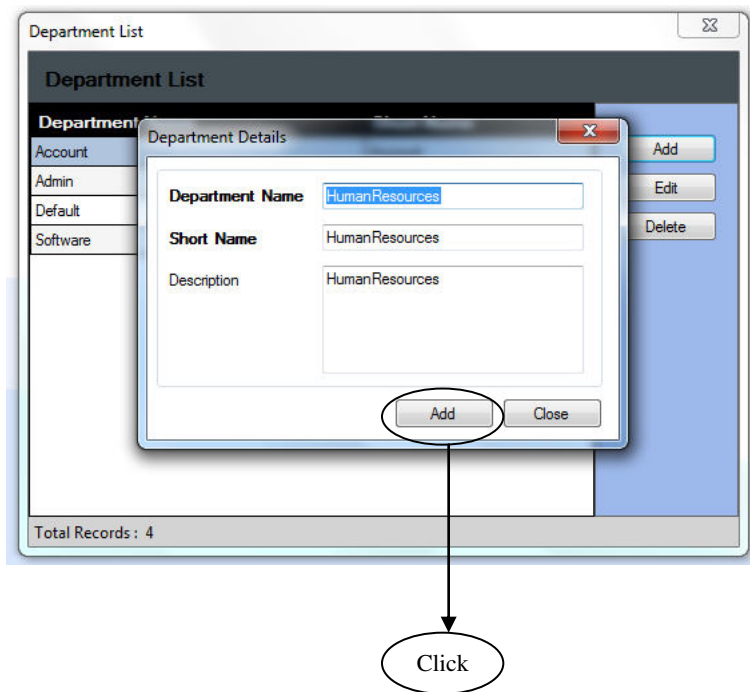 Department List
Department List
Department
Account
Admin
Default
Software
Add
Edit
Delete
Department Details
Department Name HumanResources
Short Name HumanResources
Description HumanResources
Add Close
Total Records : 4
Click